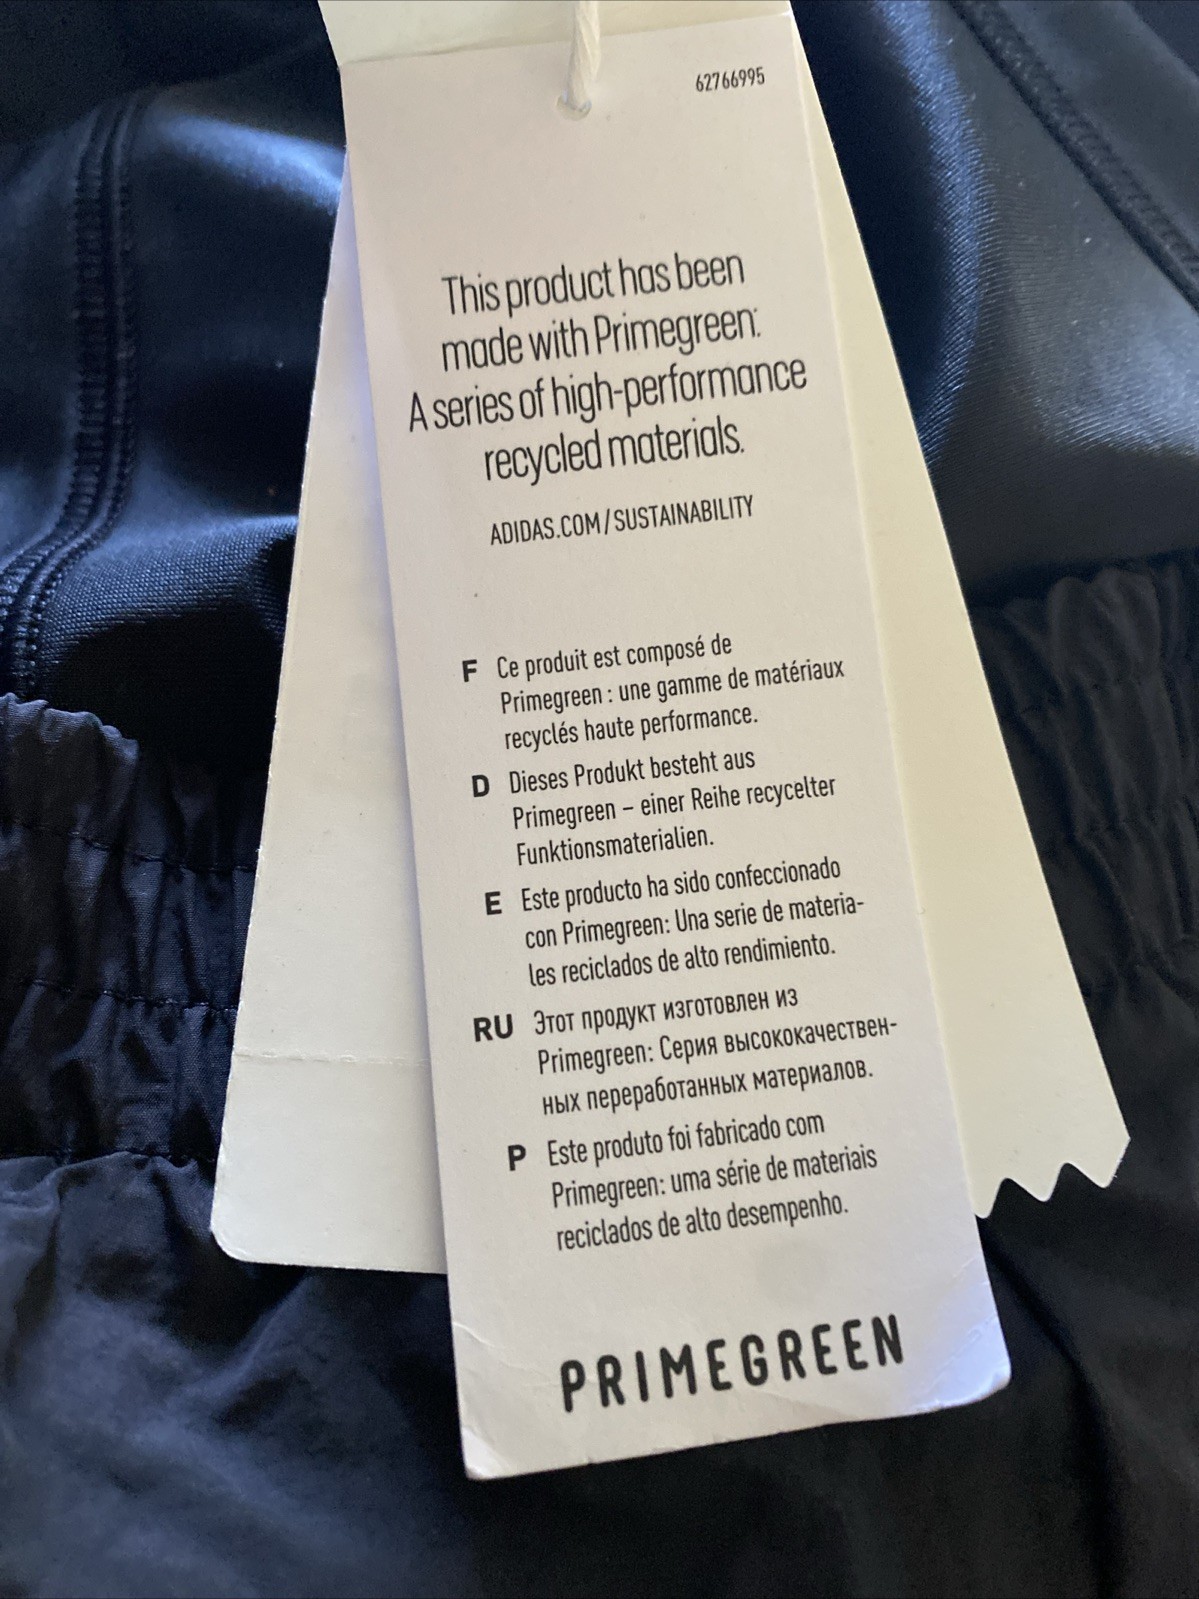 62766995
This product has been
made with Primegreen:
A series of high-performance
recycled materials.
ADIDAS.COM/SUSTAINABILITY
F Ce produit est composé de
Primegreen : une gamme de matériaux
recyclés haute performance.
D Dieses Produkt besteht aus
Primegreen – einer Reihe recycelter
Funktionsmaterialien.
E Este producto ha sido confeccionado
con Primegreen: Una serie de materia-
les reciclados de alto rendimiento.
RU Этот продукт изготовлен из
Primegreen: Серия высококачествен-
ных переработанных материалов.
P Este produto foi fabricado com
Primegreen: uma série de materiais
reciclados de alto desempenho.
PRIMEGREEN